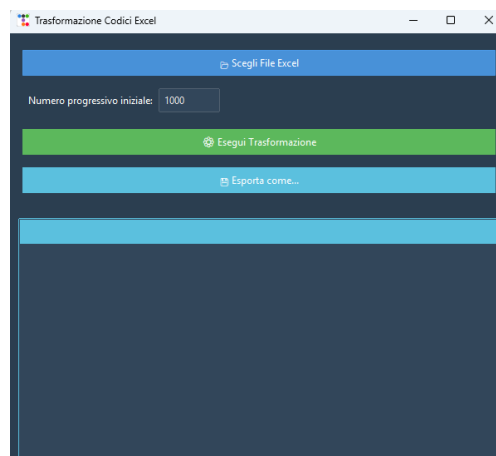 Trasformazione Codici Excel
Scegli File Excel
Numero progressivo iniziale: 1000
Esegui Trasformazione
Esporta come...